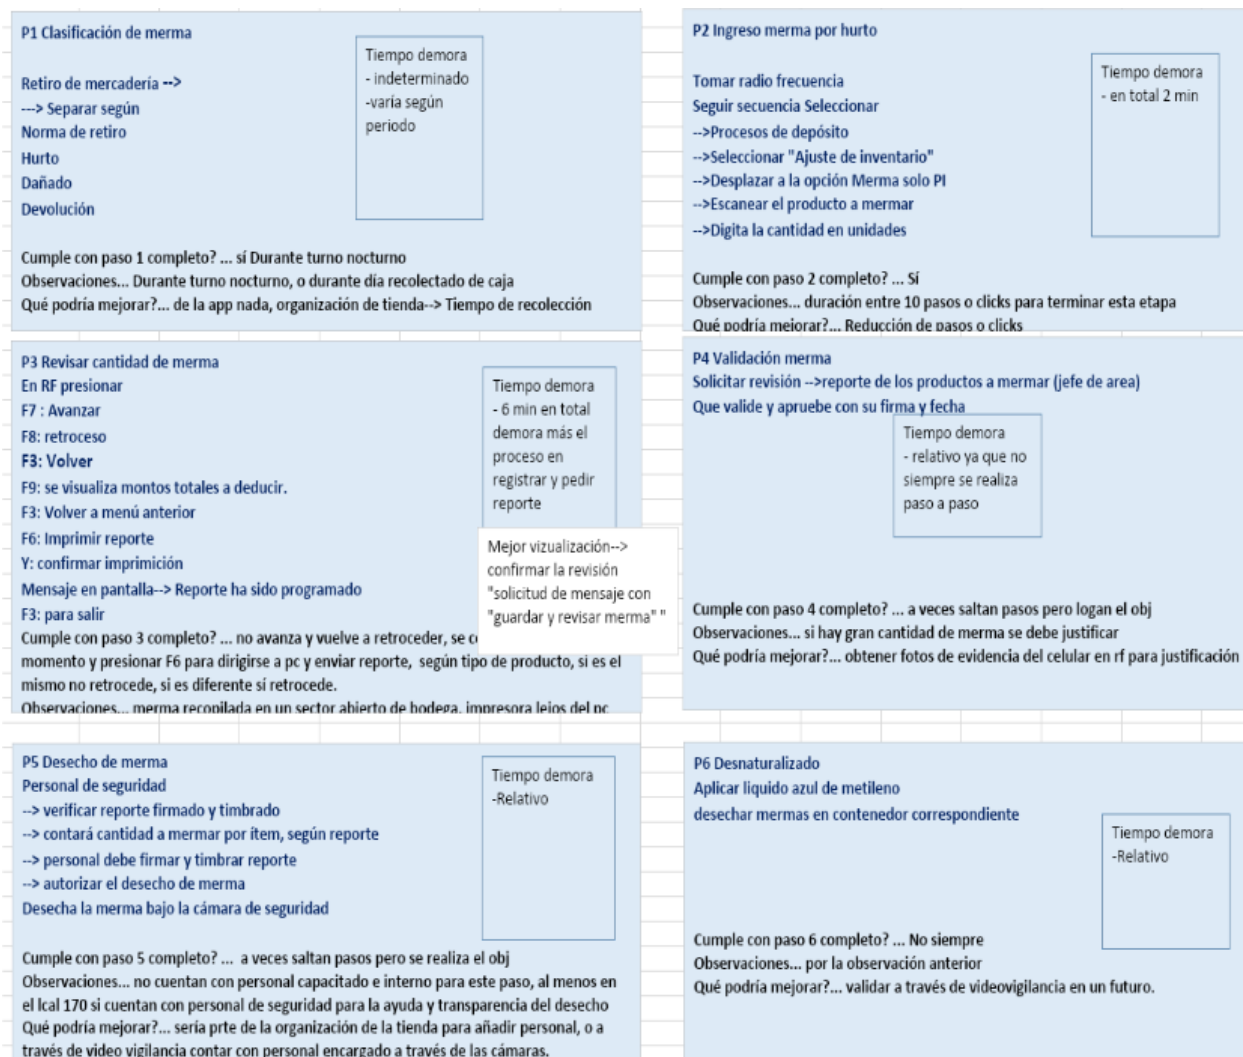 P1 Clasificación de merma
Retiro de mercadería -->
---> Separar según
Norma de retiro
Hurto
Dañado
Devolución
Tiempo demora
- indeterminado
-varía según
periodo
Cumple con paso 1 completo? ... sí Durante turno nocturno
Observaciones... Durante turno nocturno, o durante día recolectado de caja
Qué podría mejorar?... de la app nada, organización de tienda--> Tiempo de recolección
P2 Ingreso merma por hurto
Tomar radio frecuencia
Seguir secuencia Seleccionar
-->Procesos de depósito
-->Seleccionar "Ajuste de inventario"
-->Desplazar a la opción Merma solo PI
-->Escanear el producto a mermar
-->Digita la cantidad en unidades
Tiempo demora
- en total 2 min
Cumple con paso 2 completo? ... Sí
Observaciones... duración entre 10 pasos o clicks para terminar esta etapa
Qué podría mejorar?... Reducción de pasos o clicks
P3 Revisar cantidad de merma
En RF presionar
F7 : Avanzar
F8: retroceso
F3: Volver
F9: se visualiza montos totales a deducir.
F3: Volver a menú anterior
F6: Imprimir reporte
Y: confirmar imprimición
Mensaje en pantalla--> Reporte ha sido programado
F3: para salir
Tiempo demora
- 6 min en total
demora más el
proceso en
registrar y pedir
reporte
Mejor vizualización-->
confirmar la revisión
"solicitud de mensaje con
"guardar y revisar merma" "
Cumple con paso 3 completo? ... no avanza y vuelve a retroceder, se
momento y presionar F6 para dirigirse a pc y enviar reporte, según tipo de producto, si es el
mismo no retrocede, si es diferente sí retrocede.
Observaciones... merma recopilada en un sector abierto de bodega, impresora lejos del pc
P4 Validación merma
Solicitar revisión -->reporte de los productos a mermar (jefe de area)
Que valide y apruebe con su firma y fecha
Tiempo demora
- relativo ya que no
siempre se realiza
paso a paso
Cumple con paso 4 completo? ... a veces saltan pasos pero logan el obj
Observaciones... si hay gran cantidad de merma se debe justificar
Qué podría mejorar?... obtener fotos de evidencia del celular en rf para justificación
P5 Desecho de merma
Personal de seguridad
--> verificar reporte firmado y timbrado
--> contará cantidad a mermar por ítem, según reporte
--> personal debe firmar y timbrar reporte
--> autorizar el desecho de merma
Desecha la merma bajo la cámara de seguridad
Tiempo demora
-Relativo
Cumple con paso 5 completo? ... a veces saltan pasos pero se realiza el obj
Observaciones... no cuentan con personal capacitado e interno para este paso, al menos en
el lcal 170 si cuentan con personal de seguridad para la ayuda y transparencia del desecho
Qué podría mejorar?... sería prte de la organización de la tienda para añadir personal, o a
través de video vigilancia contar con personal encargado a través de las cámaras.
P6 Desnaturalizado
Aplicar liquido azul de metileno
desechar mermas en contenedor correspondiente
Tiempo demora
-Relativo
Cumple con paso 6 completo? ... No siempre
Observaciones... por la observación anterior
Qué podría mejorar?... validar a través de videovigilancia en un futuro.